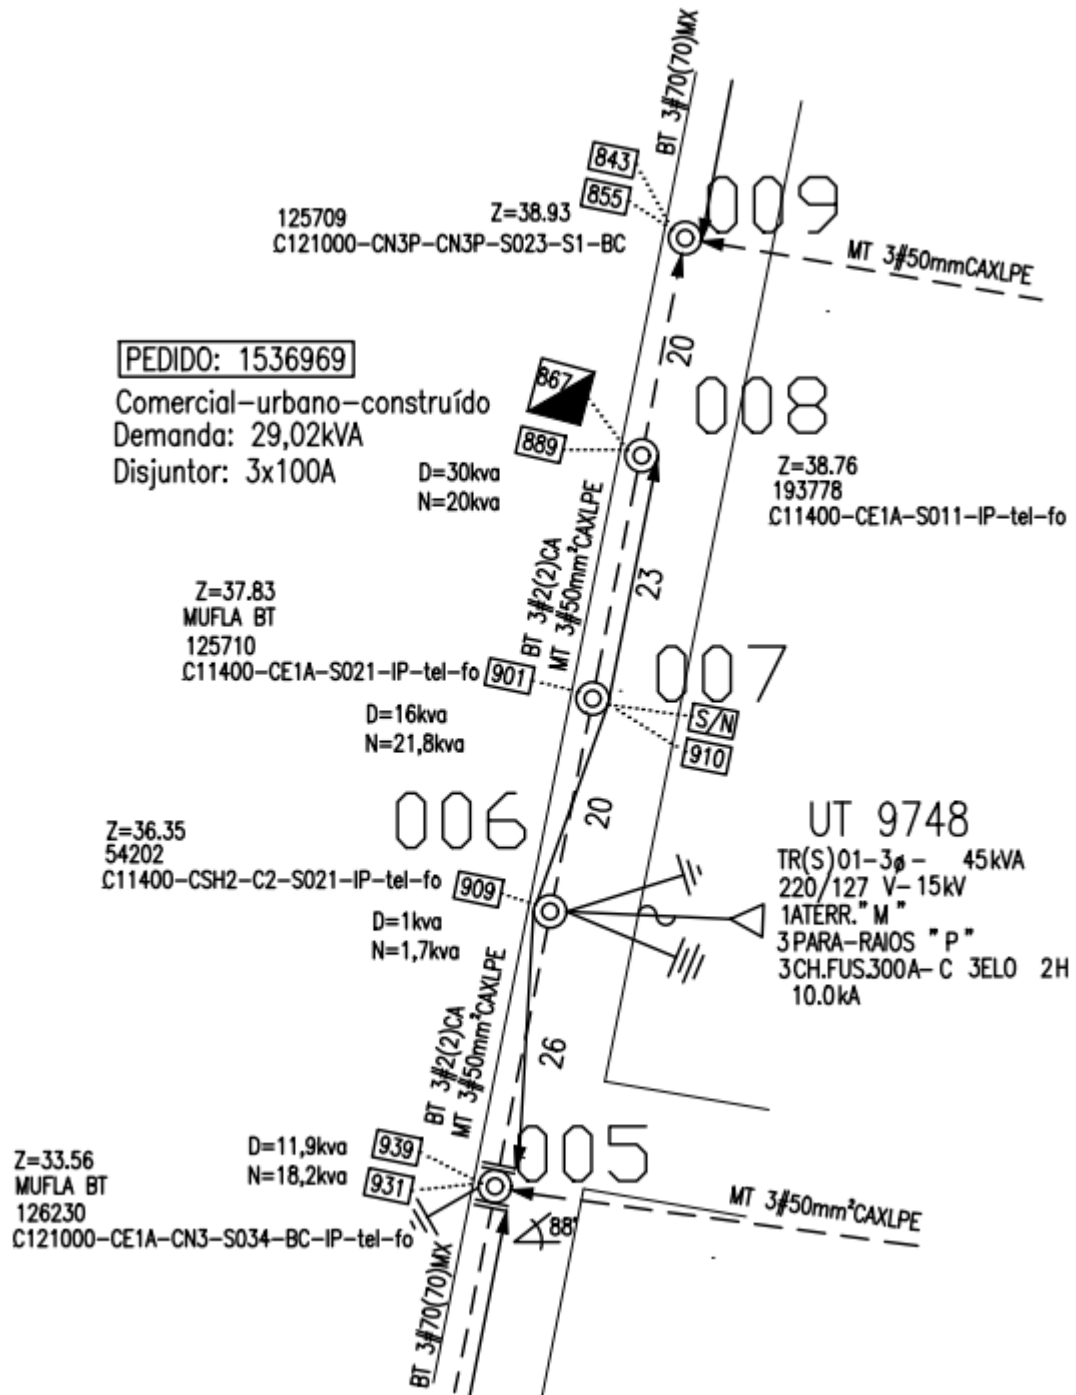 BT 3#70(70)MX
843
855
009
125709
Z=38.93
C121000-CN3P-CN3P-S023-S1-BC
MT 3#50mmCAXLPE
20
PEDIDO: 1536969
Comercial-urbano-construído
Demanda: 29,02kVA
Disjuntor: 3x100A
867
889
008
D=30kva
N=20kva
Z=38.76
193778
C11400-CE1A-S011-IP-tel-fo
BT 3#2(2)CA
MT 3#50mm²CAXLPE
23
Z=37.83
MUFLA BT
125710
C11400-CE1A-S021-IP-tel-fo
901
007
S/N
910
D=16kva
N=21,8kva
20
006
Z=36.35
54202
C11400-CSH2-C2-S021-IP-tel-fo
909
D=1kva
N=1,7kva
UT 9748
TR(S)01-3ø - 45kVA
220/127 V-15kV
1ATERR." M "
3PARA-RAIOS " P "
3CH.FUS.300A- C 3ELO 2H
10.0kA
BT 3#2(2)CA
MT 3#50mm²CAXLPE
26
005
D=11,9kva
N=18,2kva
939
931
Z=33.56
MUFLA BT
126230
C121000-CE1A-CN3-S034-BC-IP-tel-fo
88°
MT 3#50mm²CAXLPE
BT 3#70(70)MX